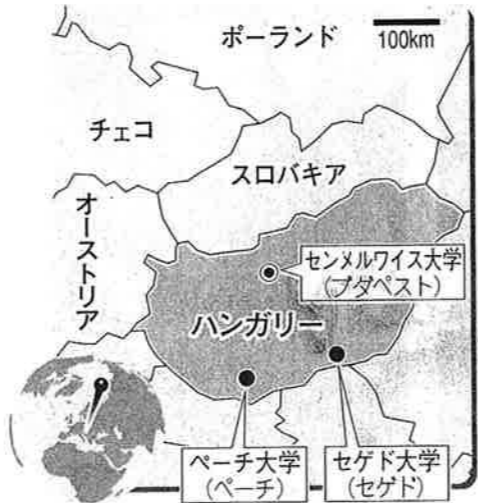 ポーランド
100km
チェコ
スロバキア
オーストリア
センメルワイス大学
(ブダペスト)
ハンガリー
ペーチ大学
(ペーチ)
セゲド大学
(セゲド)